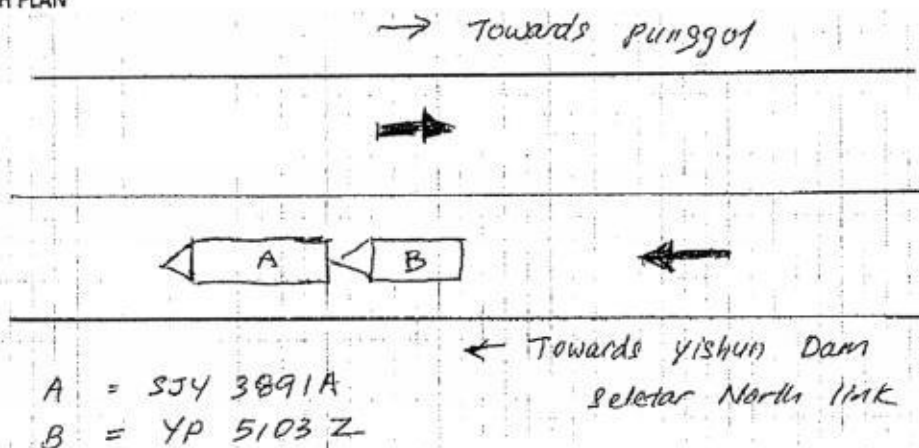 H PLAN
→ Towards Punggol
A
B
← Towards Yishun Dam
Seletar North link
A = SJY 3891A
B = YP 5103 Z